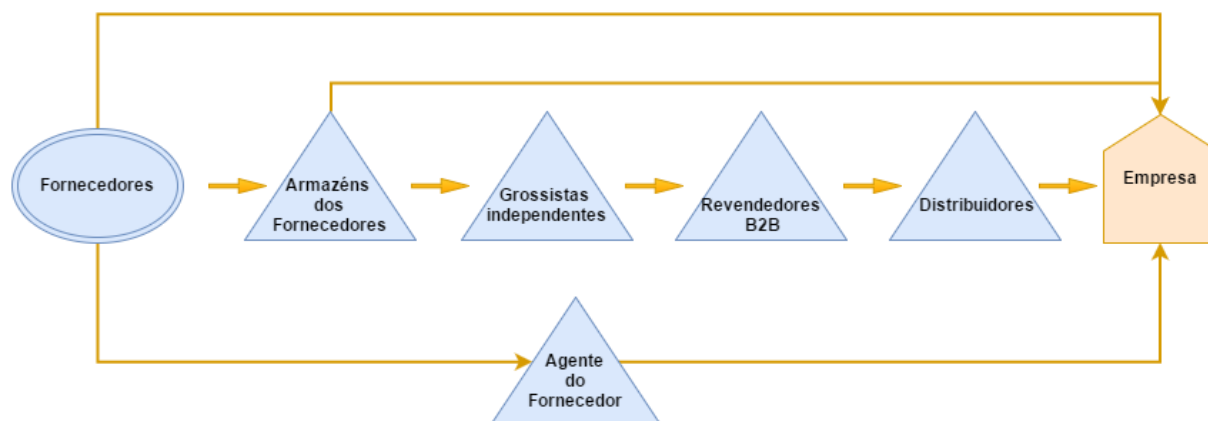 Fornecedores
Armazéns
dos
Fornecedores
Grossistas
independentes
Revendedores
B2B
Distribuidores
Empresa
Agente
do
Fornecedor